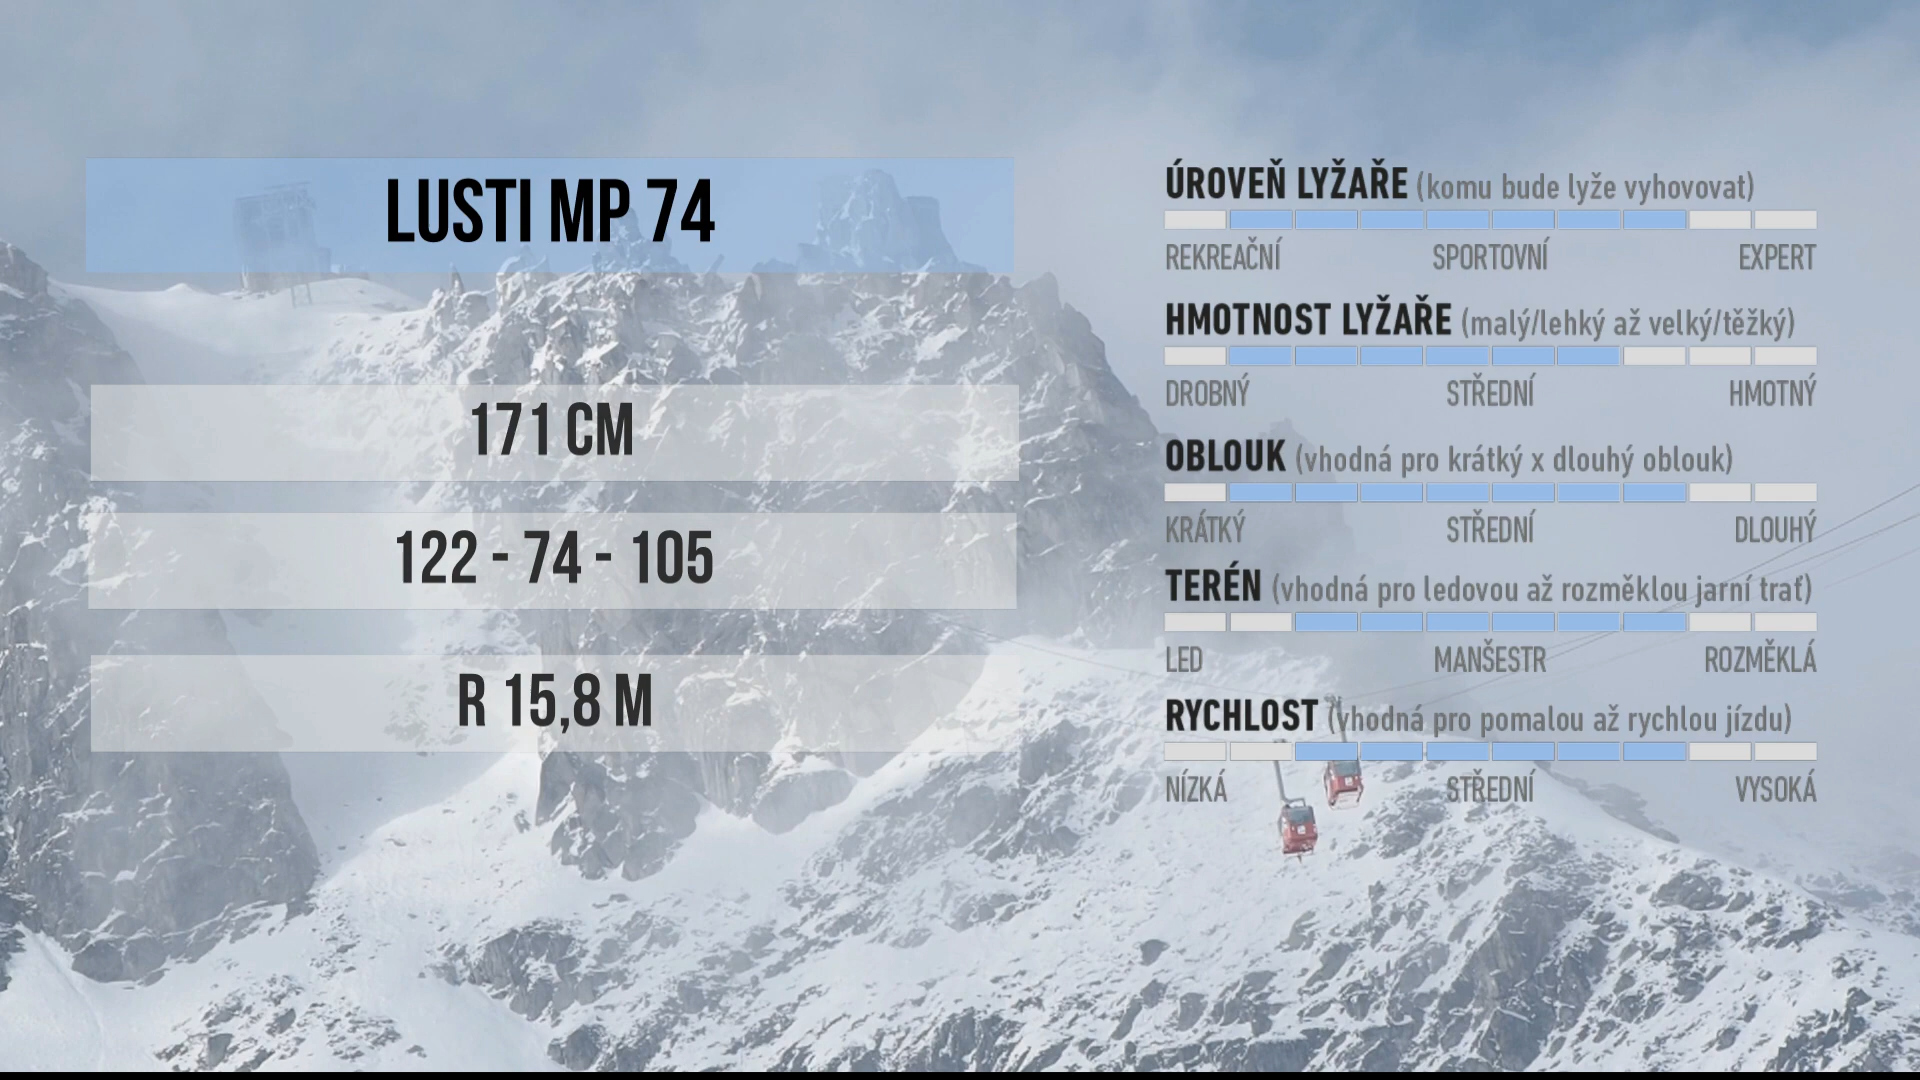 LUSTI MP 74
171 CM
122 - 74 - 105
R 15,8 M
ÚROVEŇ LYŽAŘE (komu bude lyže vyhovovat)
REKREAČNÍ SPORTOVNÍ EXPERT
HMOTNOST LYŽAŘE (malý/lehký až velký/těžký)
DROBNÝ STŘEDNÍ HMOTNÝ
OBLOUK (vhodná pro krátký x dlouhý oblouk)
KRÁTKÝ STŘEDNÍ DLOUHÝ
TERÉN (vhodná pro ledovou až rozměklou jarní trať)
LED MANŠESTR ROZMĚKLÁ
RYCHLOST (vhodná pro pomalou až rychlou jízdu)
NÍZKÁ STŘEDNÍ VYSOKÁ